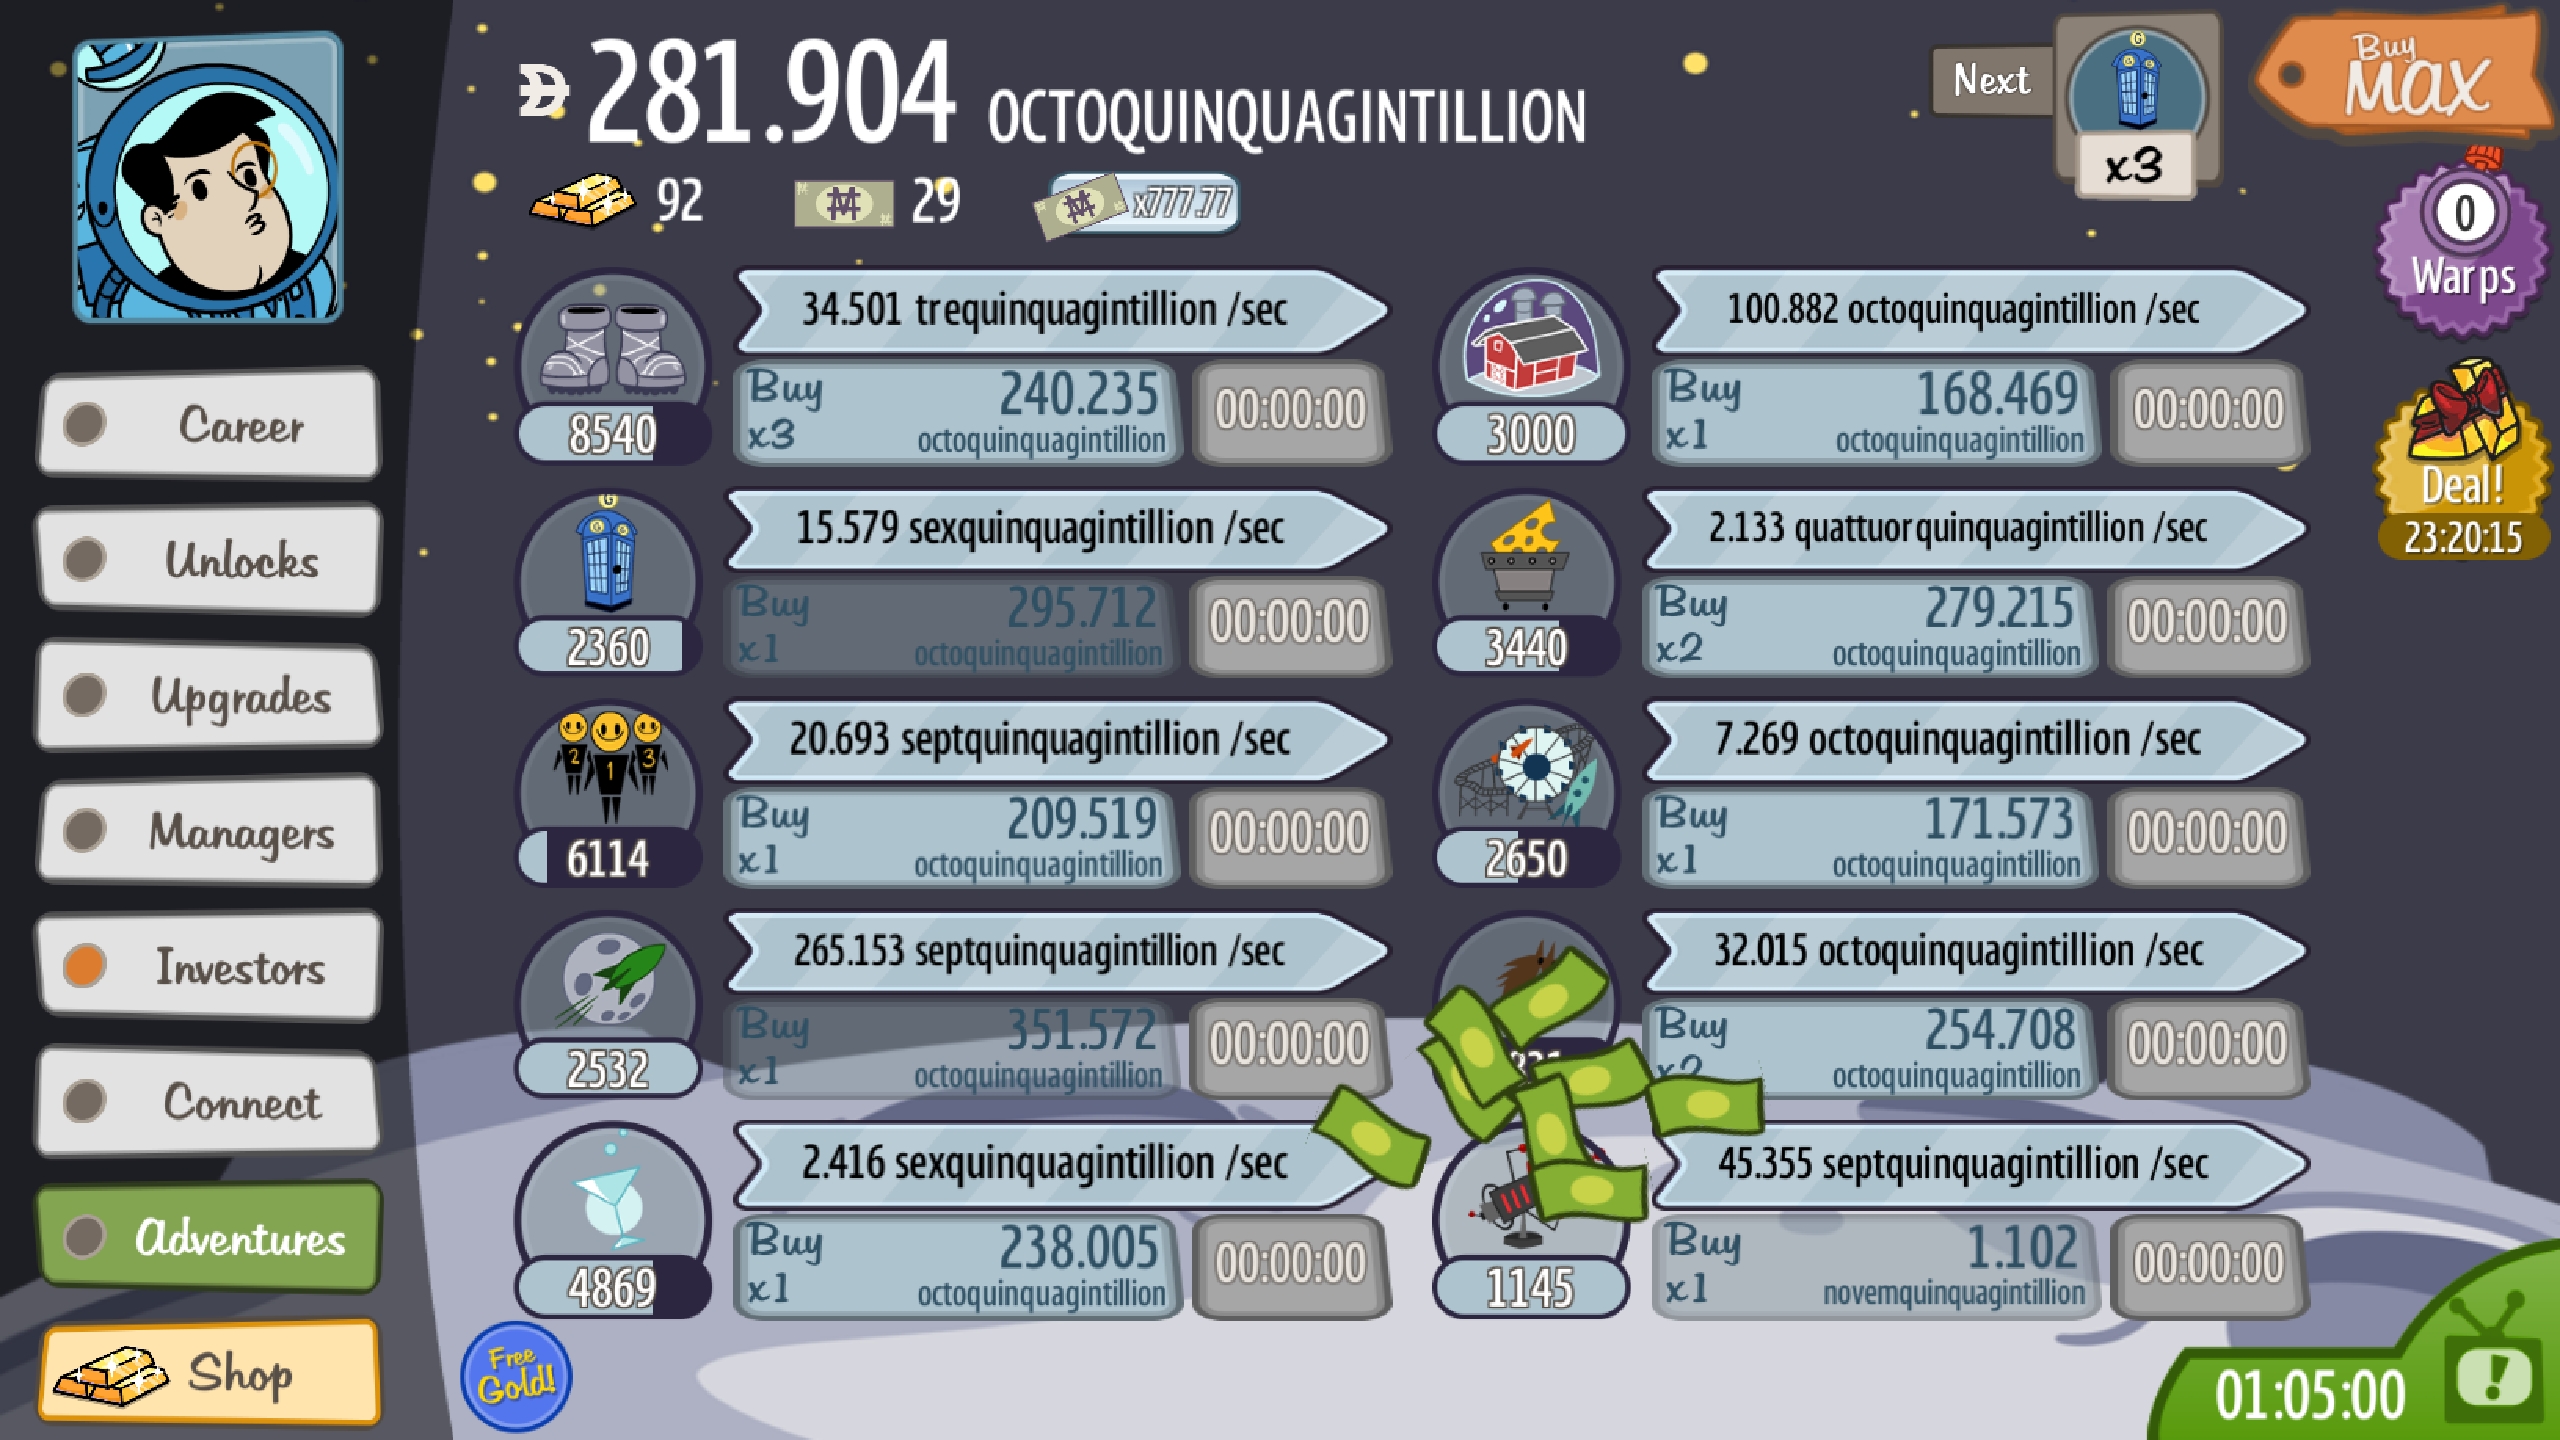 281.904 OCTOQUINQUAGINTILLION
92 29 x777.77
Next
x3
Buy
MAX
0
Warps
Deal!
23:20:15
Career
Unlocks
Upgrades
Managers
Investors
Connect
Adventures
Shop
34.501 trequinquagintillion /sec
8540
Buy
x3
240.235
octoquinquagintillion
00:00:00
100.882 octoquinquagintillion /sec
3000
Buy
x1
168.469
octoquinquagintillion
00:00:00
G
15.579 sexquinquagintillion /sec
2360
Buy
x1
295.712
octoquinquagintillion
00:00:00
2.133 quattuorquinquagintillion /sec
3440
Buy
x2
279.215
octoquinquagintillion
00:00:00
2 1 3
20.693 septquinquagintillion /sec
6114
Buy
x1
209.519
octoquinquagintillion
00:00:00
7.269 octoquinquagintillion /sec
2650
Buy
x1
171.573
octoquinquagintillion
00:00:00
265.153 septquinquagintillion /sec
2532
Buy
x1
351.572
octoquinquagintillion
00:00:00
32.015 octoquinquagintillion /sec
Buy
x2
254.708
octoquinquagintillion
00:00:00
2.416 sexquinquagintillion /sec
4869
Buy
x1
238.005
octoquinquagintillion
00:00:00
45.355 septquinquagintillion /sec
1145
Buy
x1
1.102
novemquinquagintillion
00:00:00
Free
Gold!
01:05:00
!